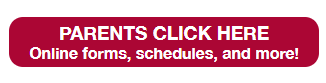 PARENTS CLICK HERE
Online forms, schedules, and more!